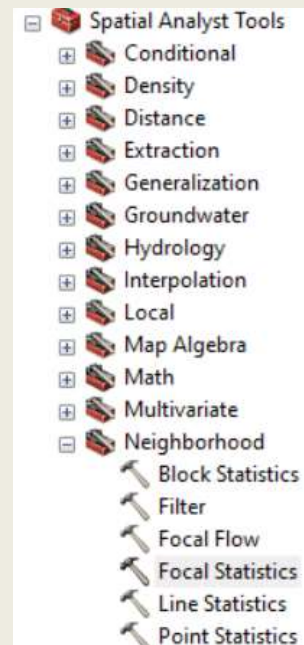 Spatial Analyst Tools
Conditional
Density
Distance
Extraction
Generalization
Groundwater
Hydrology
Interpolation
Local
Map Algebra
Math
Multivariate
Neighborhood
Block Statistics
Filter
Focal Flow
Focal Statistics
Line Statistics
Point Statistics